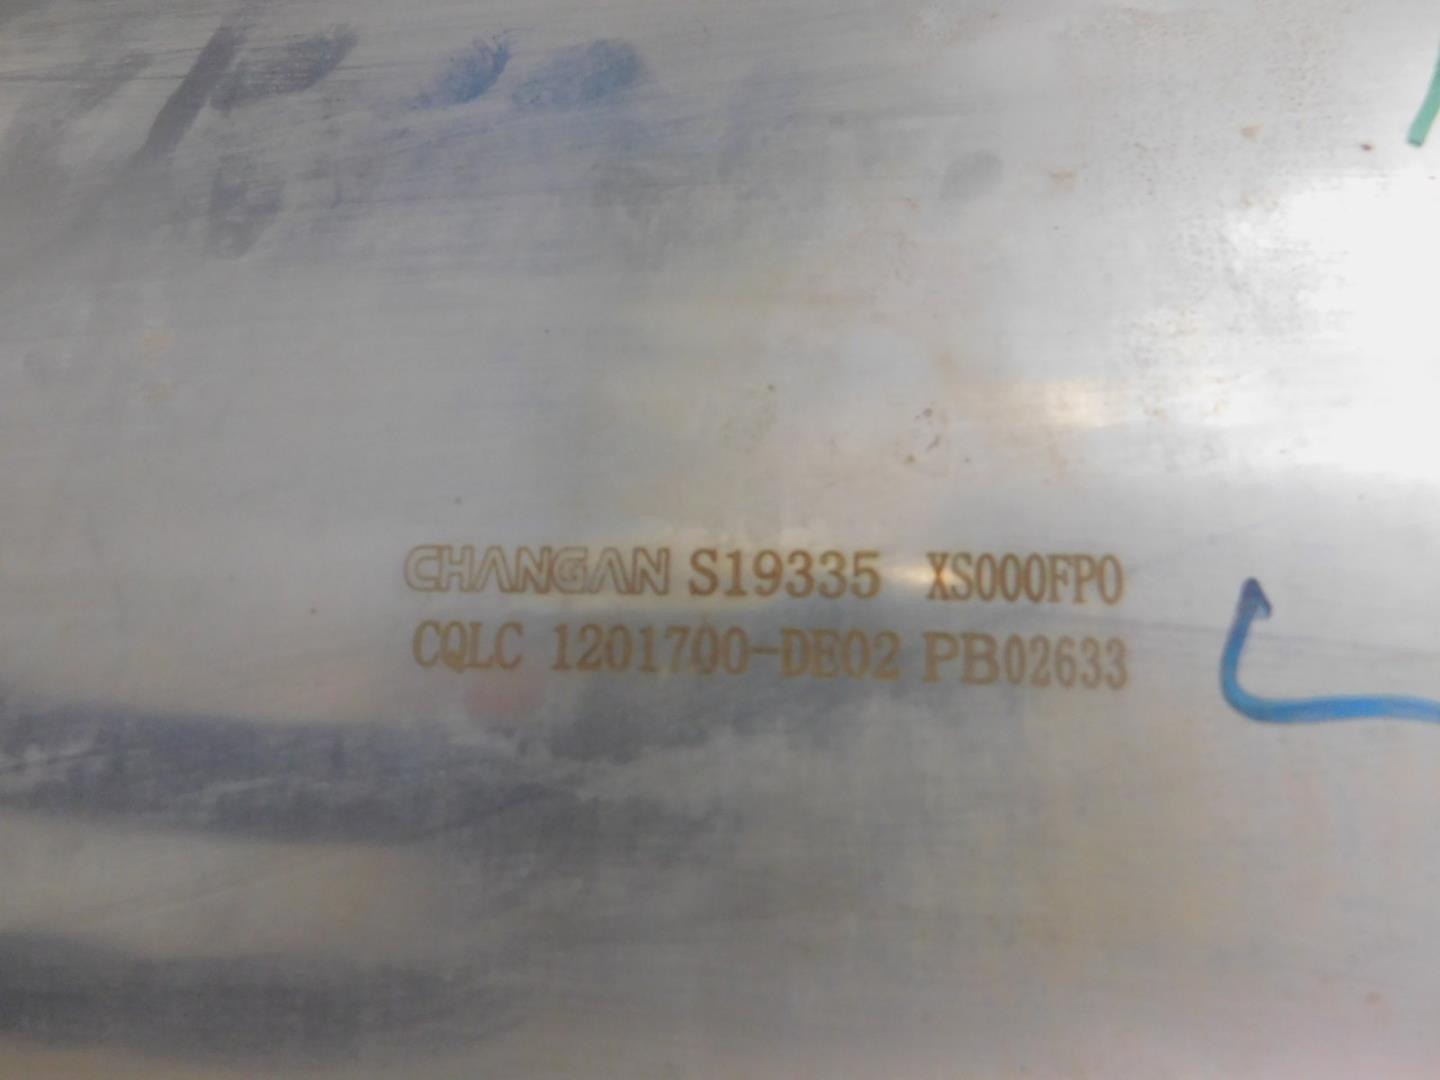 CHANGAN S19335 XS000FP0
CQLC 1201700-DE02 PB02633